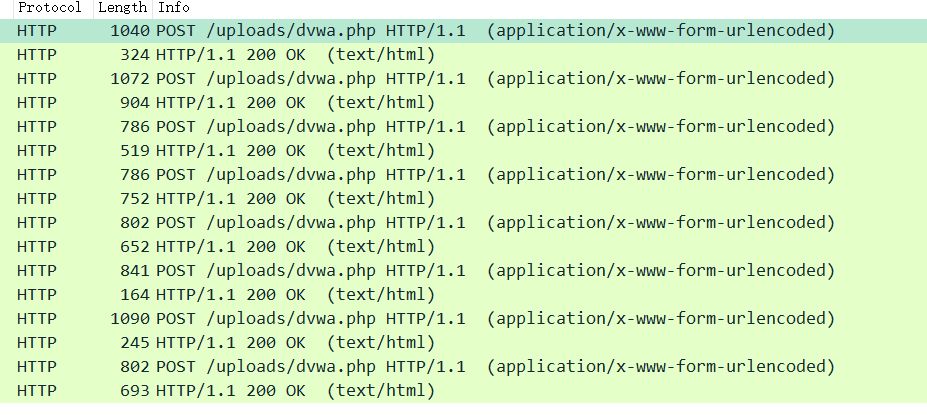 Protocol Length Info
HTTP 1040 POST /uploads/dvwa.php HTTP/1.1 (application/x-www-form-urlencoded)
HTTP 324 HTTP/1.1 200 OK (text/html)
HTTP 1072 POST /uploads/dvwa.php HTTP/1.1 (application/x-www-form-urlencoded)
HTTP 904 HTTP/1.1 200 OK (text/html)
HTTP 786 POST /uploads/dvwa.php HTTP/1.1 (application/x-www-form-urlencoded)
HTTP 519 HTTP/1.1 200 OK (text/html)
HTTP 786 POST /uploads/dvwa.php HTTP/1.1 (application/x-www-form-urlencoded)
HTTP 752 HTTP/1.1 200 OK (text/html)
HTTP 802 POST /uploads/dvwa.php HTTP/1.1 (application/x-www-form-urlencoded)
HTTP 652 HTTP/1.1 200 OK (text/html)
HTTP 841 POST /uploads/dvwa.php HTTP/1.1 (application/x-www-form-urlencoded)
HTTP 164 HTTP/1.1 200 OK (text/html)
HTTP 1090 POST /uploads/dvwa.php HTTP/1.1 (application/x-www-form-urlencoded)
HTTP 245 HTTP/1.1 200 OK (text/html)
HTTP 802 POST /uploads/dvwa.php HTTP/1.1 (application/x-www-form-urlencoded)
HTTP 693 HTTP/1.1 200 OK (text/html)